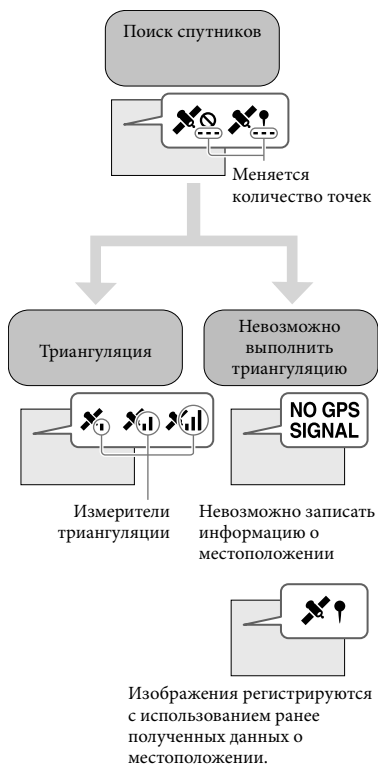 Поиск спутников
Меняется
количество точек
Триангуляция
Невозможно
выполнить
триангуляцию
NO GPS
SIGNAL
Измерители
триангуляции
Невозможно записать
информацию о
местоположении
Изображения регистрируются
с использованием ранее
полученных данных о
местоположении.